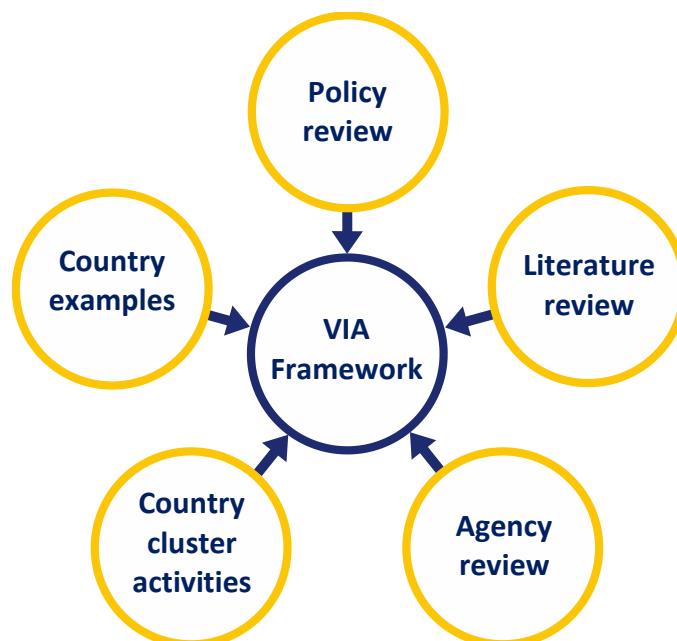 Policy
review
Country
examples
Literature
review
VIA
Framework
Country
cluster
activities
Agency
review